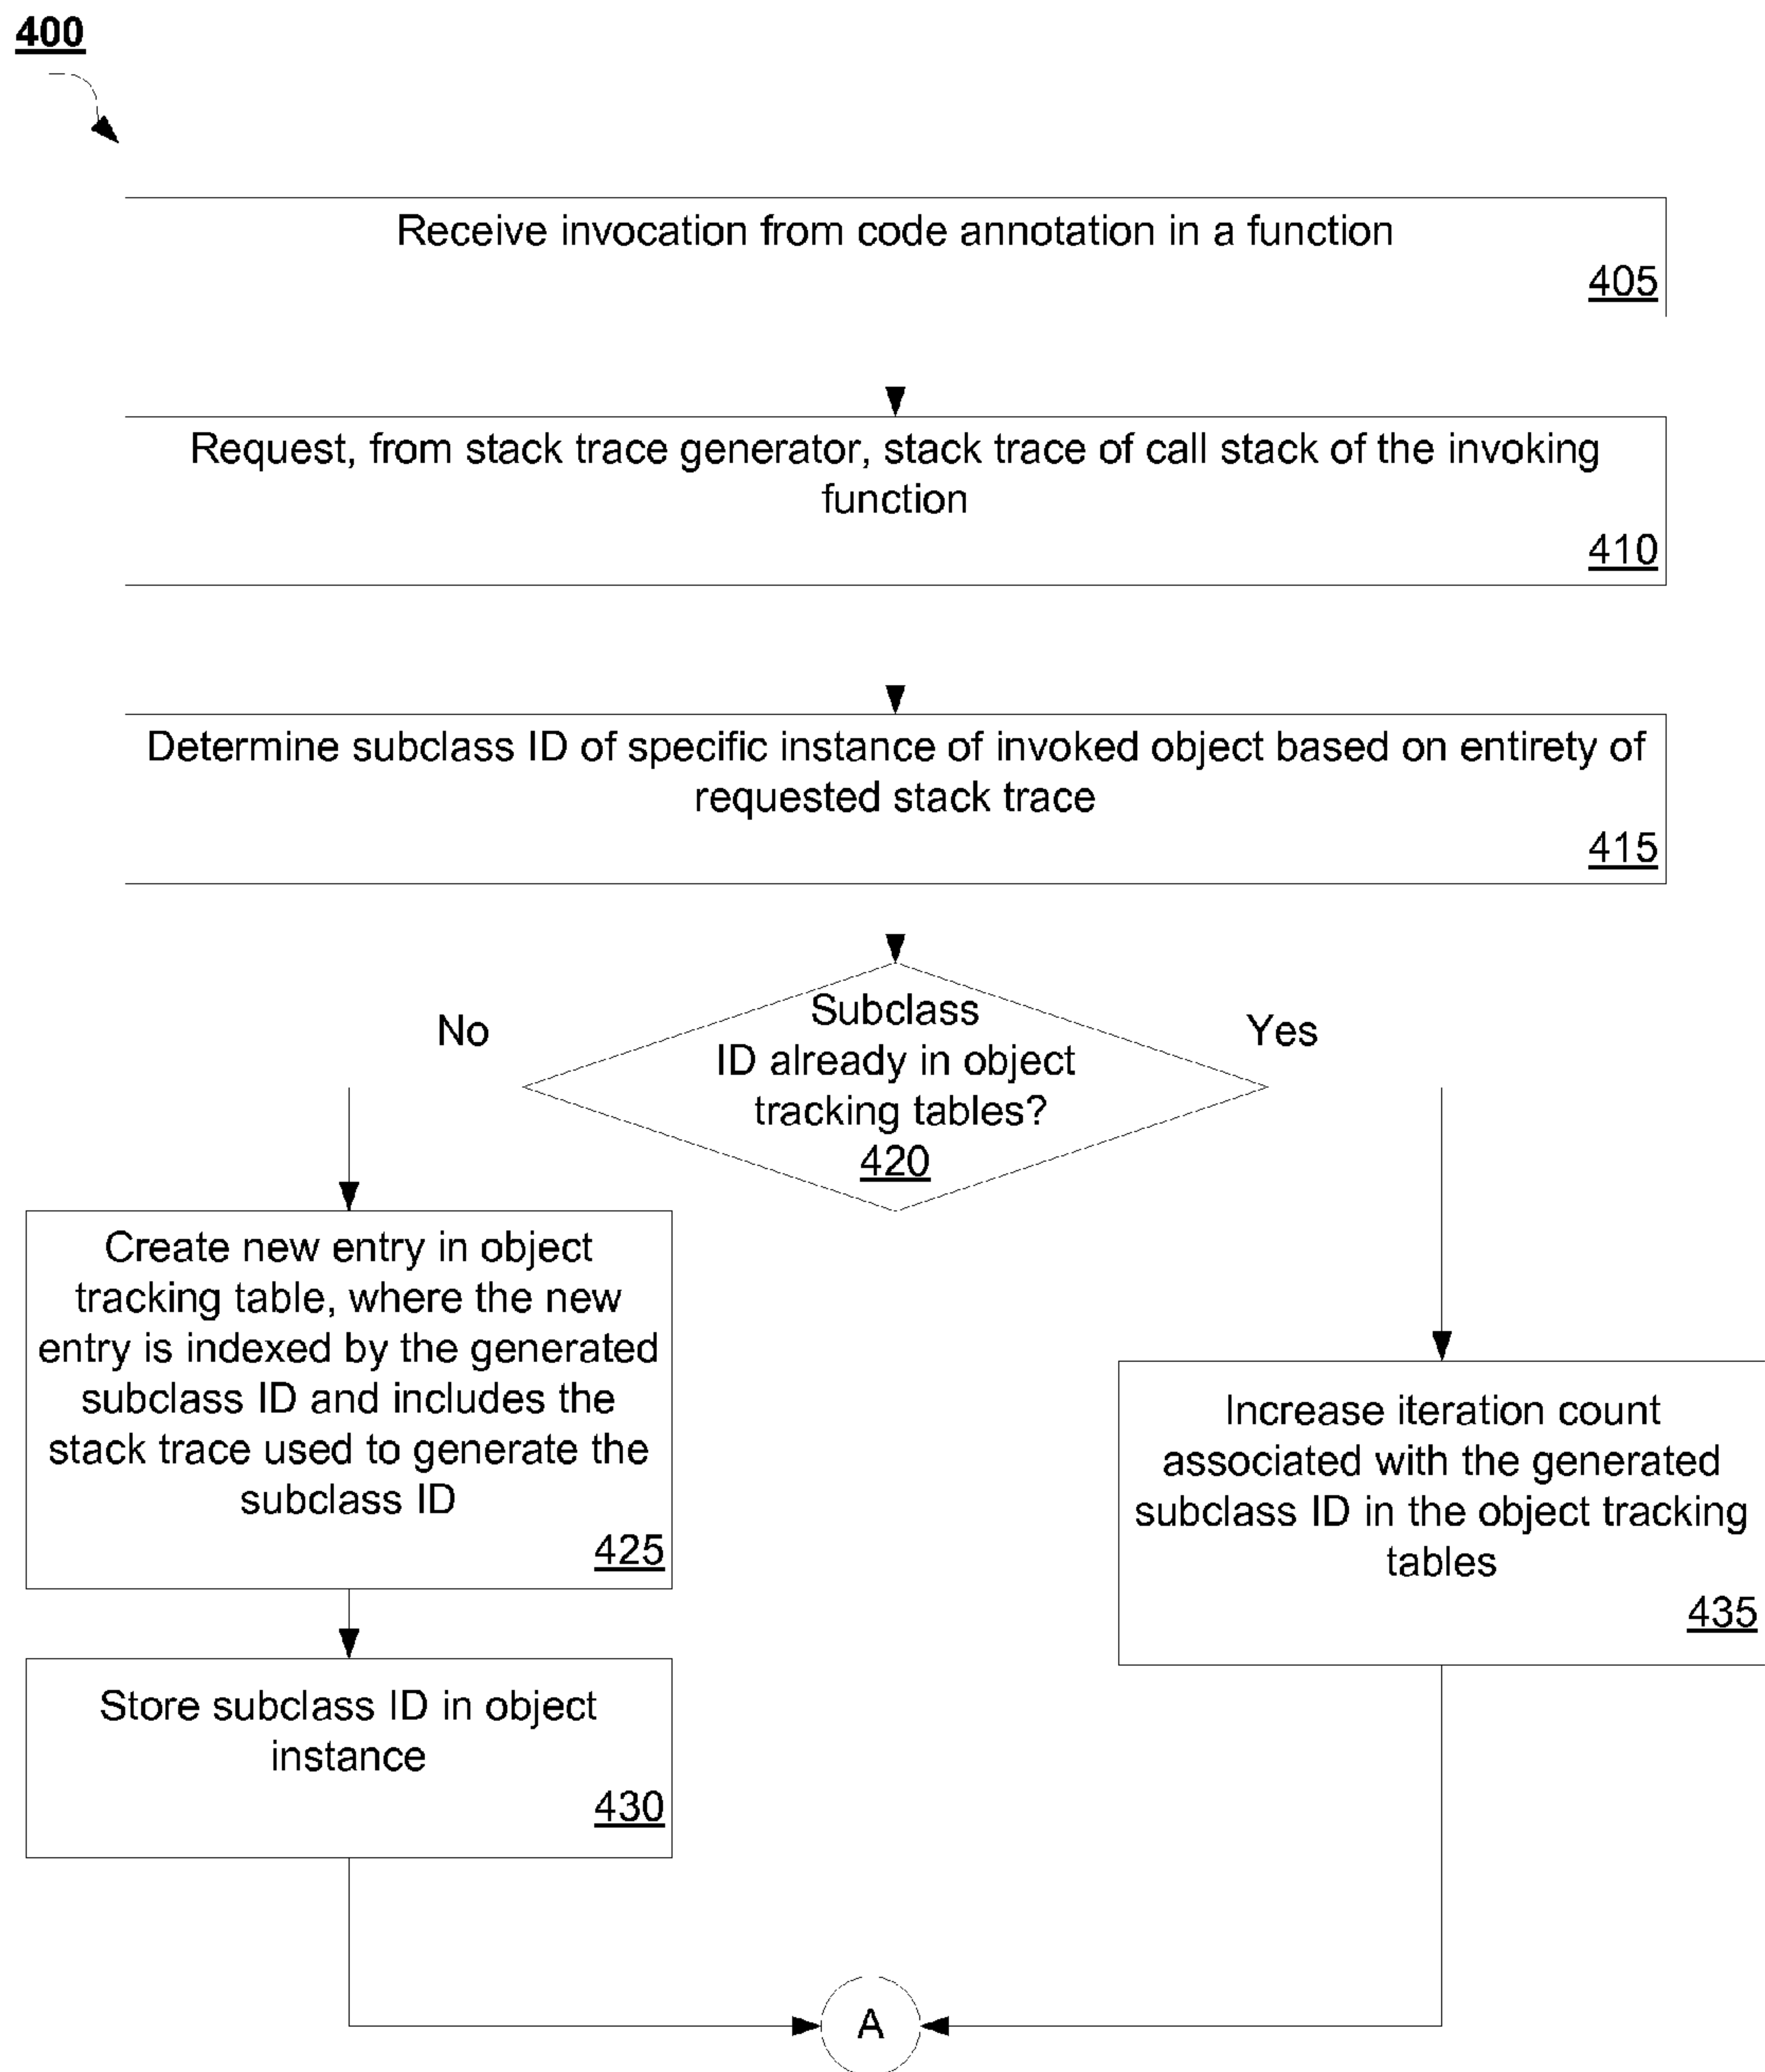 400
Receive invocation from code annotation in a function
405
Request, from stack trace generator, stack trace of call stack of the invoking
function
410
Determine subclass ID of specific instance of invoked object based on entirety of
requested stack trace
415
No
Yes
Subclass
ID already in object
tracking tables?
420
Create new entry in object
tracking table, where the new
entry is indexed by the generated
subclass ID and includes the
stack trace used to generate the
subclass ID
425
Increase iteration count
associated with the generated
subclass ID in the object tracking
tables
435
Store subclass ID in object
instance
430
A